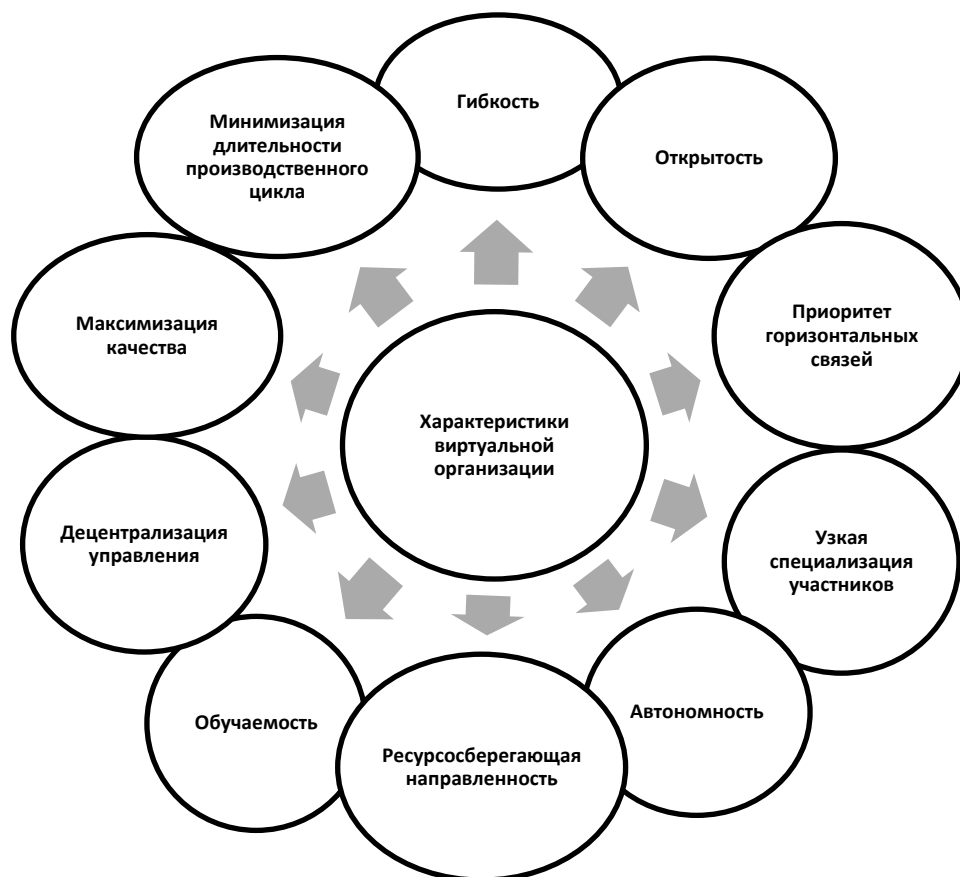 Гибкость
Открытость
Приоритет
горизонтальных
связей
Узкая
специализация
участников
Автономность
Ресурсосберегающая
направленность
Обучаемость
Децентрализация
управления
Максимизация
качества
Минимизация
длительности
производственного
цикла
Характеристики
виртуальной
организации